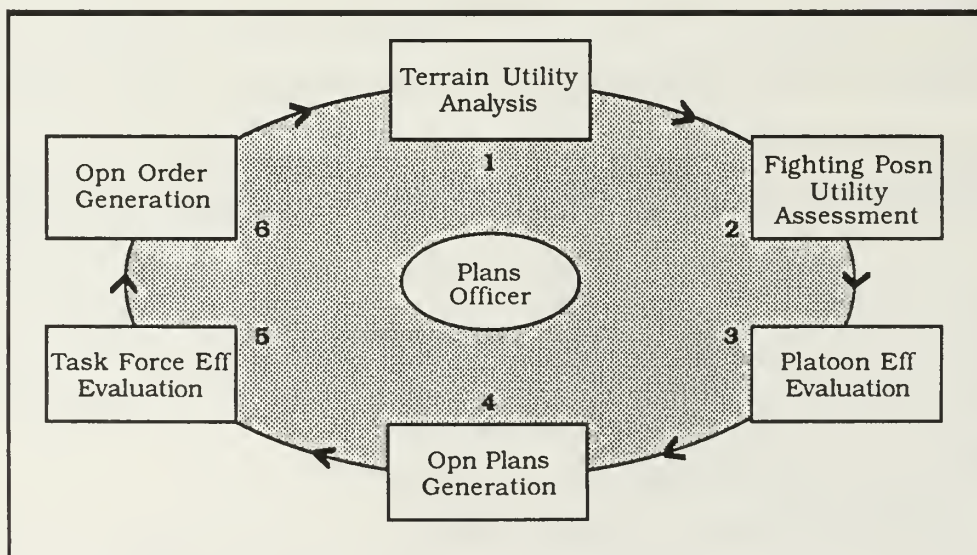 Terrain Utility
Analysis
1
Fighting Posn
Utility
Assessment
2
Platoon Eff
Evaluation
3
Opn Plans
Generation
4
Task Force Eff
Evaluation
5
Opn Order
Generation
6
Plans
Officer